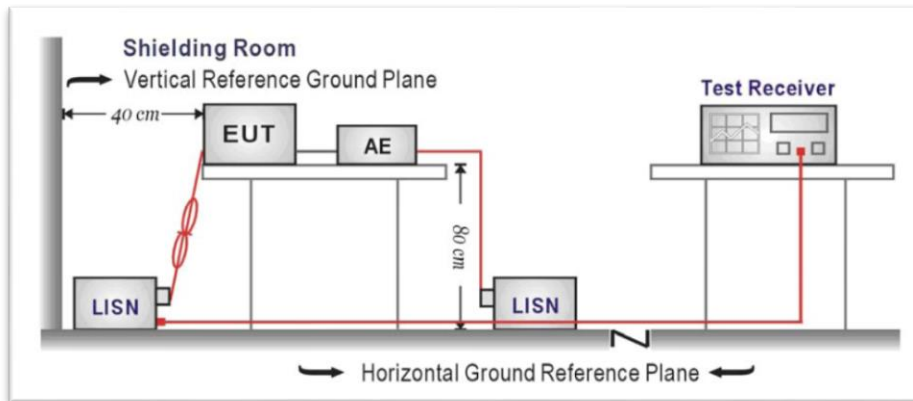 Shielding Room
Vertical Reference Ground Plane
Test Receiver
40 cm
EUT
AE
80 cm
LISN
LISN
Horizontal Ground Reference Plane